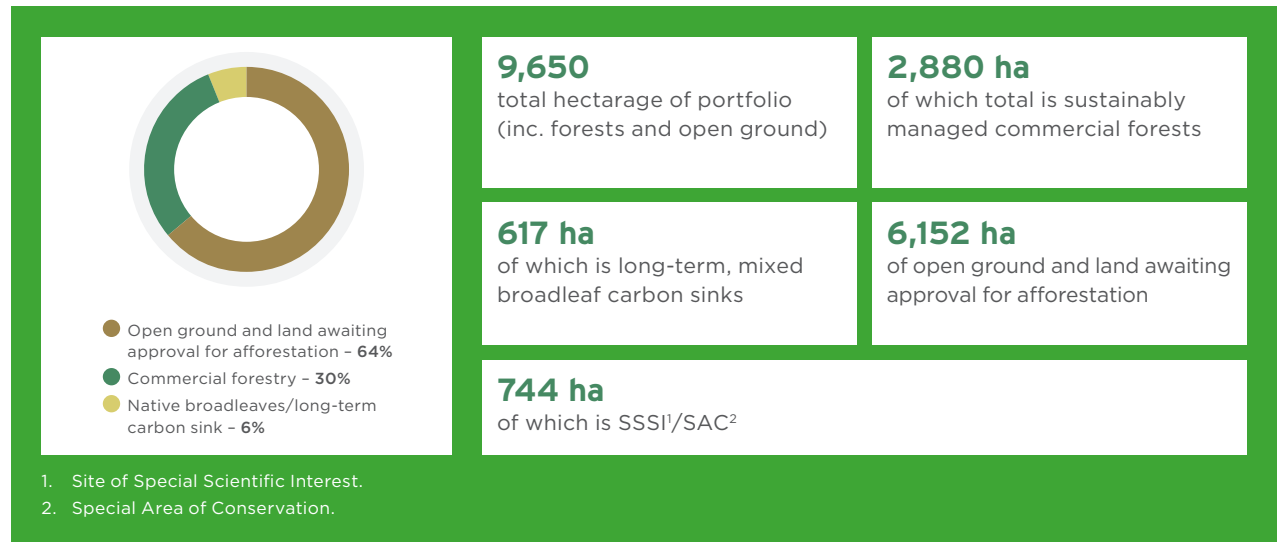 Open ground and land awaiting
approval for afforestation – 64%
Commercial forestry – 30%
Native broadleaves/long-term
carbon sink – 6%
9,650
total hectarage of portfolio
(inc. forests and open ground)
2,880 ha
of which total is sustainably
managed commercial forests
617 ha
of which is long-term, mixed
broadleaf carbon sinks
6,152 ha
of open ground and land awaiting
approval for afforestation
744 ha
of which is SSSI¹/SAC²
1. Site of Special Scientific Interest.
2. Special Area of Conservation.